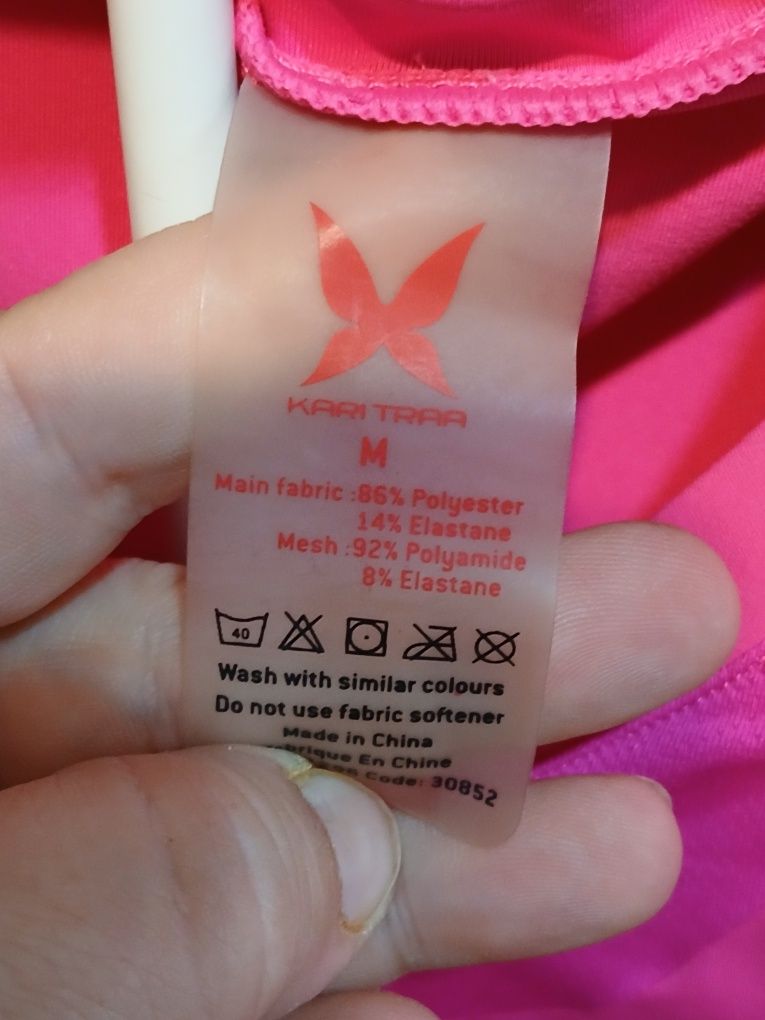 KARI TRAA
M
Main fabric :86% Polyester
14% Elastane
Mesh :92% Polyamide
8% Elastane
40
Wash with similar colours
Do not use fabric softener
Made in China
En Chine
Code: 30852